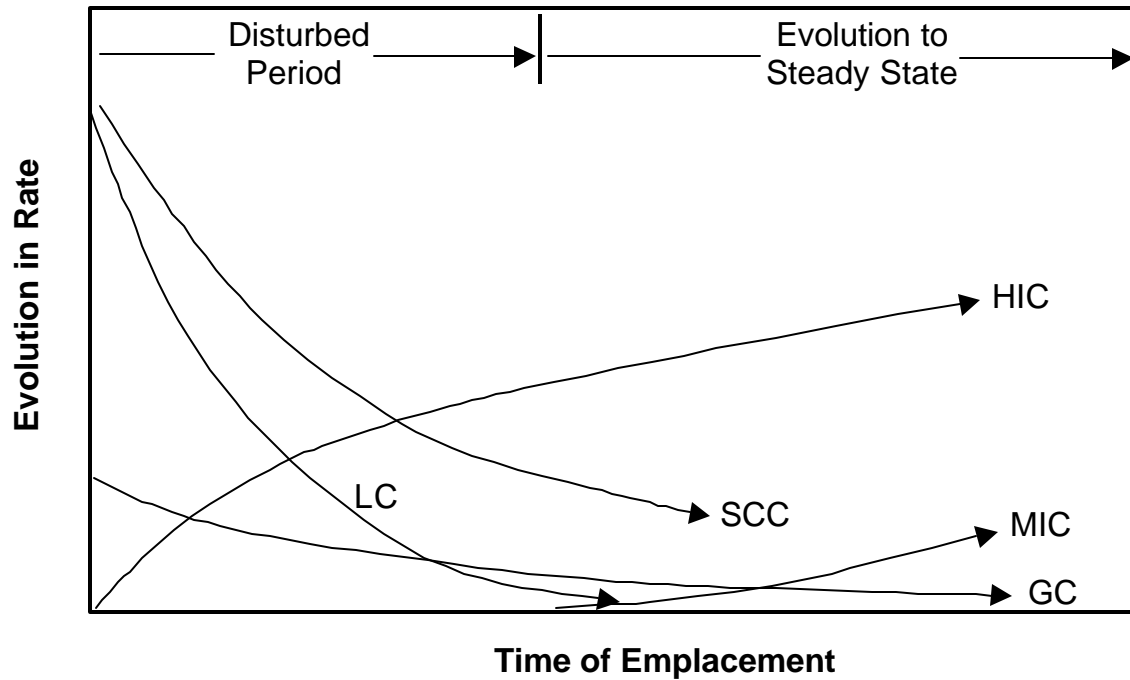 Disturbed
Period
Evolution to
Steady State
Evolution in Rate
HIC
LC
SCC
MIC
GC
Time of Emplacement